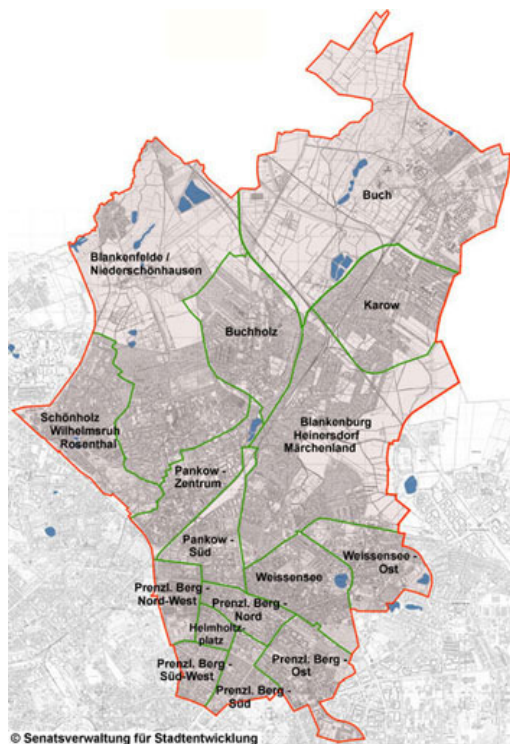 Buch
Blankenfelde /
Niederschönhausen
Karow
Buchholz
Schönholz
Wilhelmsruh
Rosenthal
Blankenburg
Heinersdorf
Märchenland
Pankow -
Zentrum
Pankow -
Süd
Weissensee -
Ost
Weissensee
Prenzl. Berg -
Nord-West
Prenzl. Berg -
Nord
Helmholtz-
platz
Prenzl. Berg -
Süd-West
Prenzl. Berg -
Ost
Prenzl. Berg -
Süd
© Senatsverwaltung für Stadtentwicklung